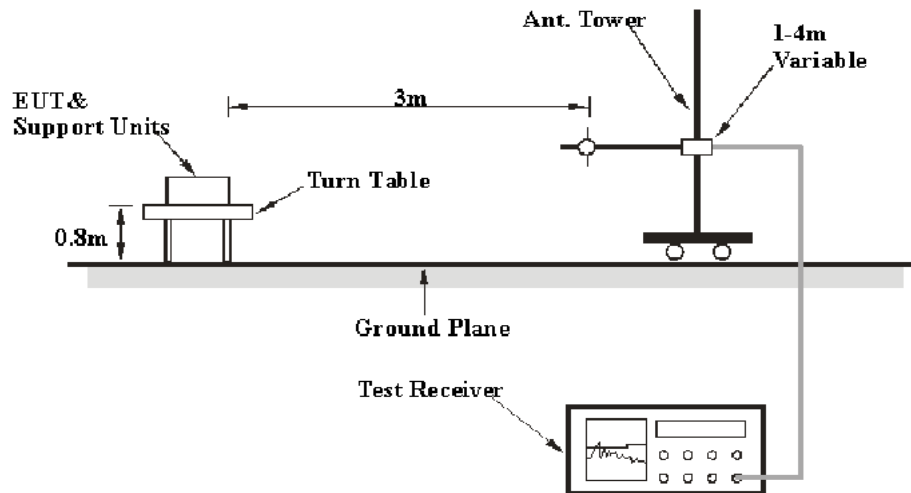 Ant. Tower
1-4m
Variable
3m
EUT&
Support Units
Turn Table
0.8m
Ground Plane
Test Receiver